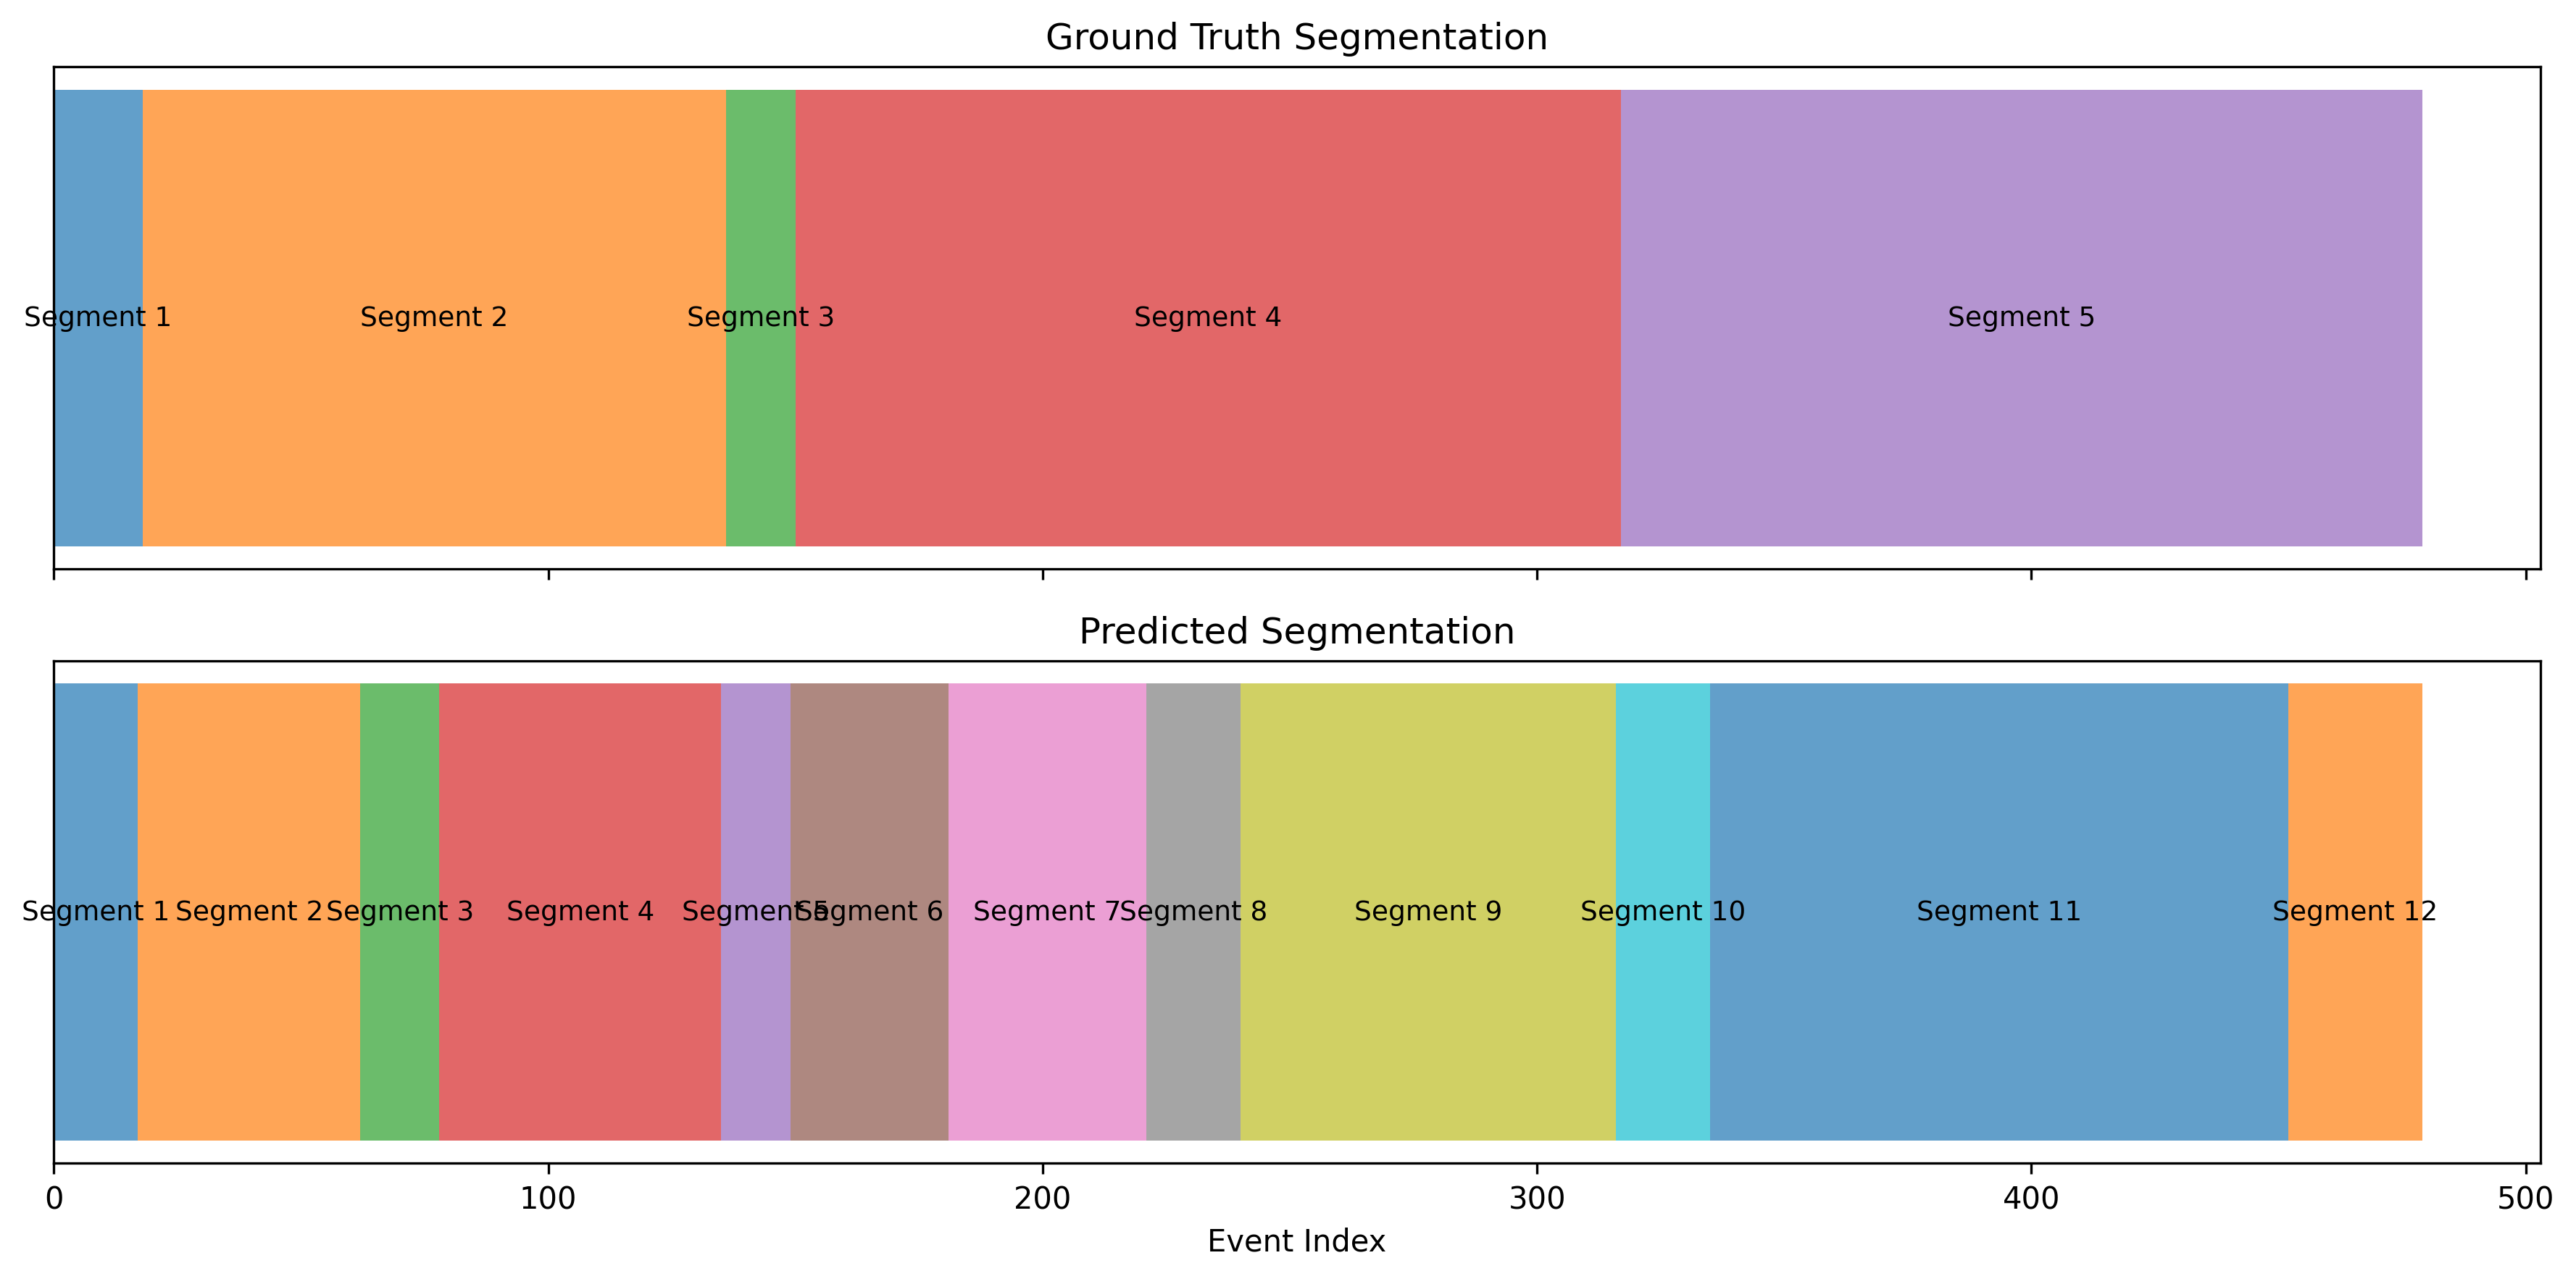 Ground Truth Segmentation
Segment 1 Segment 2 Segment 3 Segment 4 Segment 5
Predicted Segmentation
Segment 1 Segment 2 Segment 3 Segment 4 Segment 5 Segment 6 Segment 7 Segment 8 Segment 9 Segment 10 Segment 11 Segment 12
0 100 200 300 400 500
Event Index